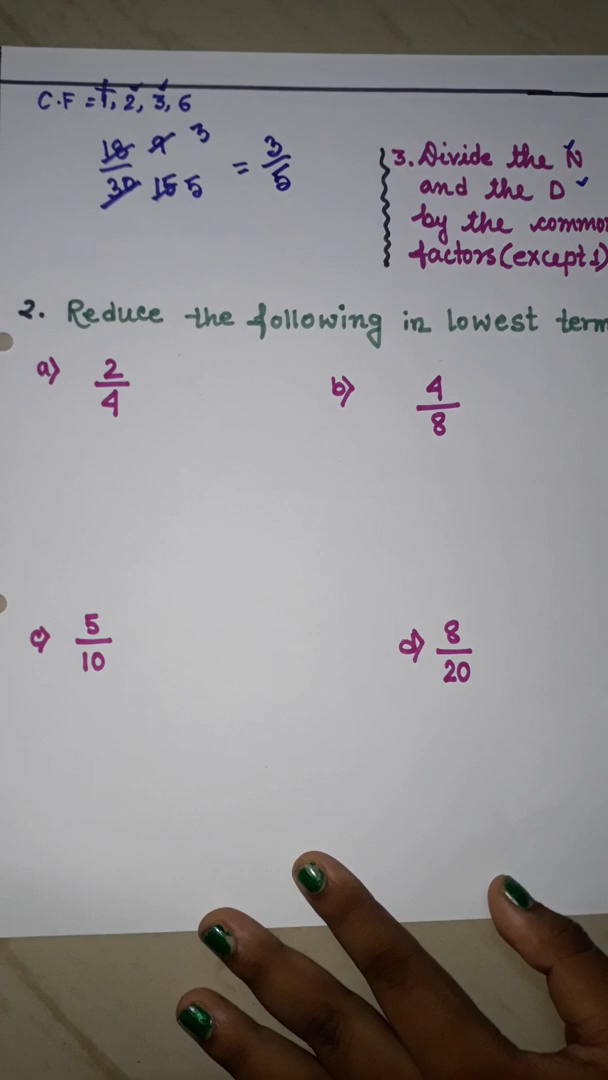 C.F = 1, 2, 3, 6
18 9 3
30 15 5
= 3/5
3. Divide the N
and the D
by the commo
factors (except 1)
2. Reduce the following in lowest term
a) 2/4
b) 4/8
c) 5/10
d) 8/20